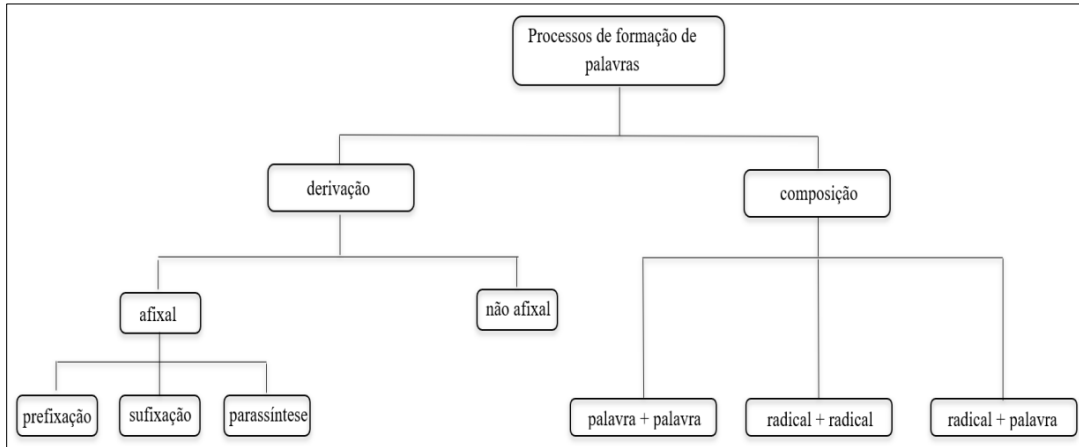 Processos de formação de
palavras
derivação
composição
afixal
não afixal
prefixação
sufixação
parassíntese
palavra + palavra
radical + radical
radical + palavra